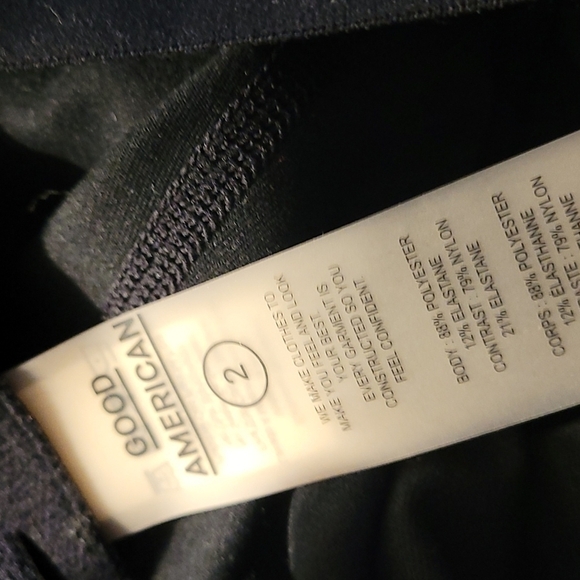 GOOD
AMERICAN
2
WE MAKE CLOTHES TO
MAKE YOU FEEL AND LOOK
YOUR BEST.
EVERY GARMENT IS
CONSTRUCTED SO YOU
FEEL CONFIDENT
BODY : 88% POLYESTER
12% ELASTANE
CONTRAST : 79% NYLON
21% ELASTANE
CORPS : 88% POLYESTER
12% ELASTHANNE
: 79% NYLON